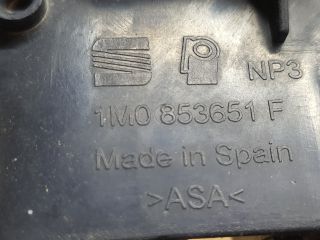 NP3
1M0 853651 F
Made in Spain
>ASA<